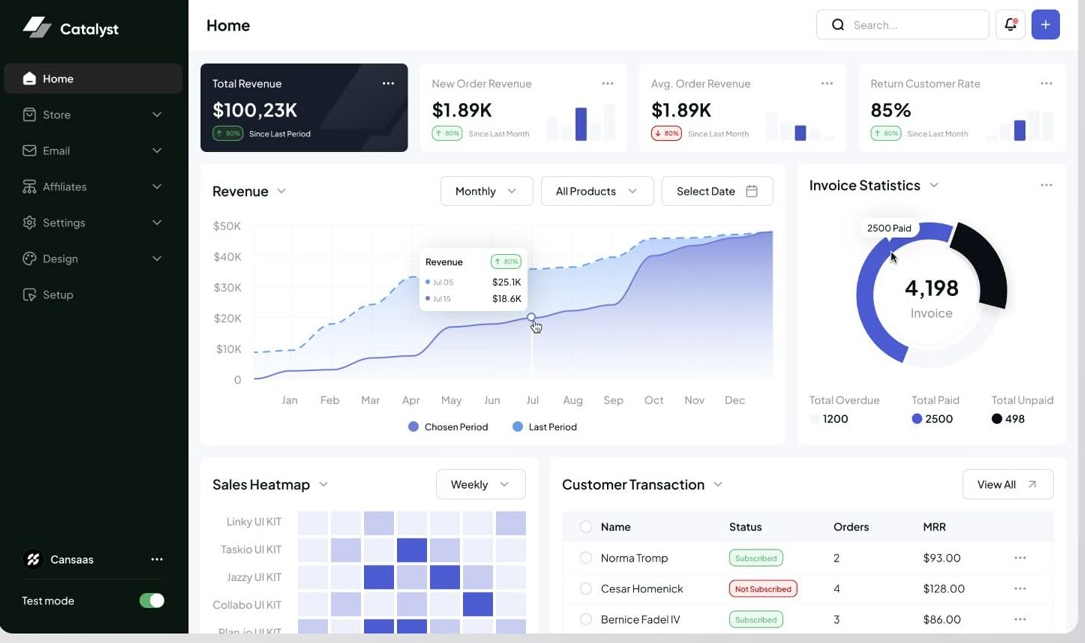 Catalyst
Home
Store
Email
Affiliates
Settings
Design
Setup
Cansaas
Test mode
Home
Search...
Total Revenue
$100,23K
↑ 80% Since Last Period
New Order Revenue
$1.89K
↑ 80% Since Last Month
Avg. Order Revenue
$1.89K
↓ 80% Since Last Month
Return Customer Rate
85%
↑ 80% Since Last Month
Revenue
Monthly
All Products
Select Date
$50K
$40K
$30K
$20K
$10K
0
Revenue ↑ 80%
Jul 05 $25.1K
Jul 15 $18.6K
Jan Feb Mar Apr May Jun Jul Aug Sep Oct Nov Dec
Chosen Period Last Period
Invoice Statistics
2500 Paid
4,198
Invoice
Total Overdue Total Paid Total Unpaid
1200 2500 498
Sales Heatmap
Weekly
Linky UI KIT
Taskio UI KIT
Jazzy UI KIT
Collabo UI KIT
Plan.io UI KIT
Customer Transaction
View All
Name Status Orders MRR
Norma Tromp Subscribed 2 $93.00
Cesar Homenick Not Subscribed 4 $128.00
Bernice Fadel IV Subscribed 3 $86.00